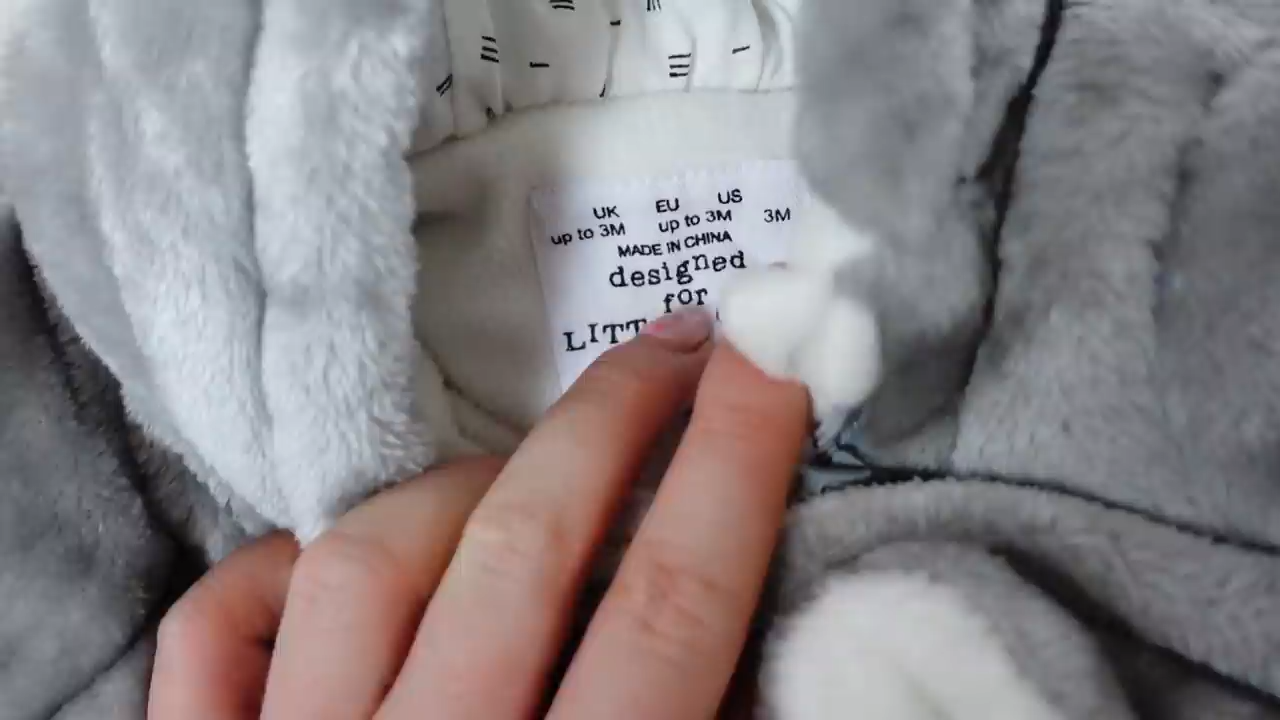 UK EU US
up to 3M up to 3M 3M
MADE IN CHINA
designed
for